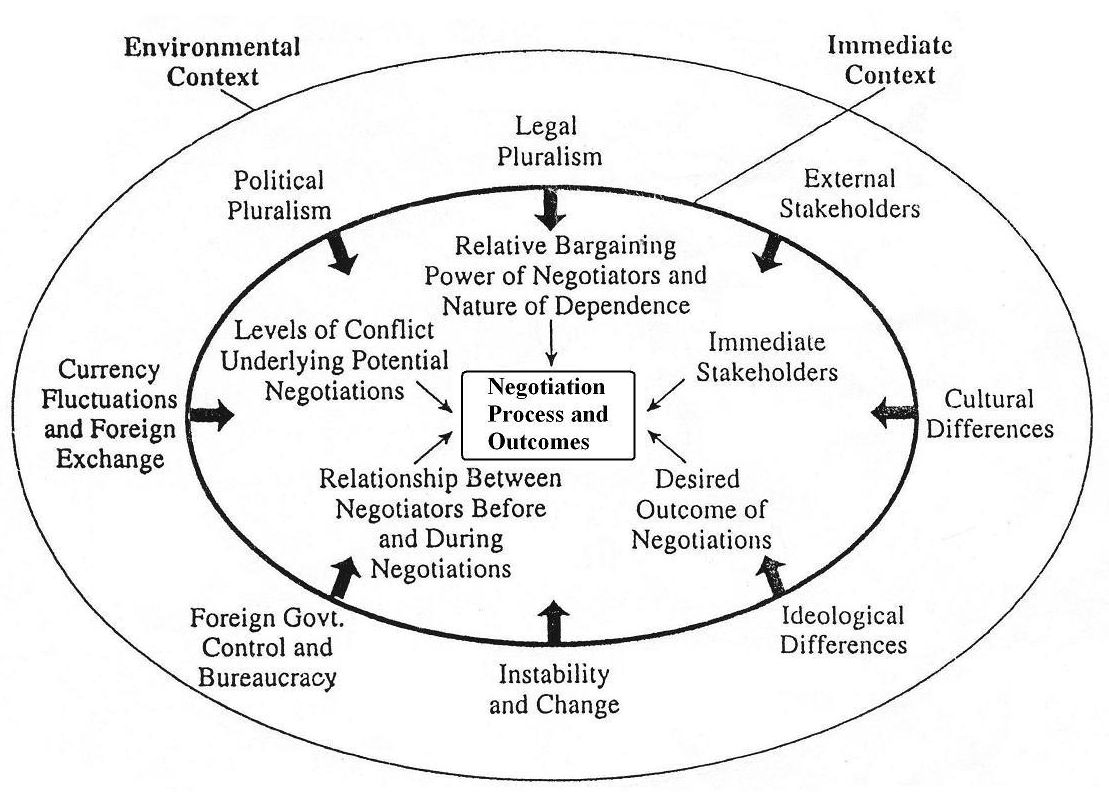 Environmental
Context
Immediate
Context
Legal
Pluralism
Political
Pluralism
External
Stakeholders
Relative Bargaining
Power of Negotiators and
Nature of Dependence
Levels of Conflict
Underlying Potential
Negotiations
Immediate
Stakeholders
Currency
Fluctuations
and Foreign
Exchange
Negotiation
Process and
Outcomes
Cultural
Differences
Relationship Between
Negotiators Before
and During
Negotiations
Desired
Outcome of
Negotiations
Foreign Govt.
Control and
Bureaucracy
Instability
and Change
Ideological
Differences